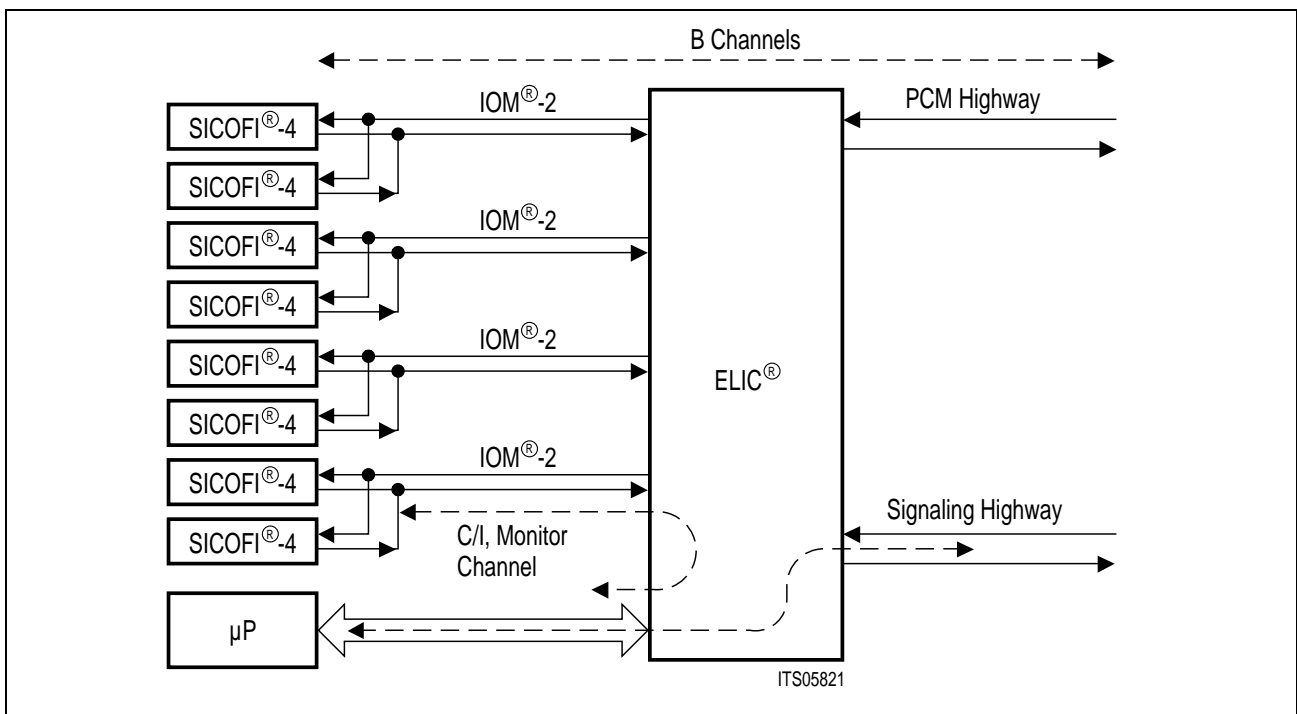 B Channels
IOM®-2
PCM Highway
SICOFI®-4
SICOFI®-4
IOM®-2
SICOFI®-4
SICOFI®-4
IOM®-2
SICOFI®-4
ELIC®
SICOFI®-4
IOM®-2
SICOFI®-4
Signaling Highway
SICOFI®-4
C/I, Monitor
Channel
µP
ITS05821